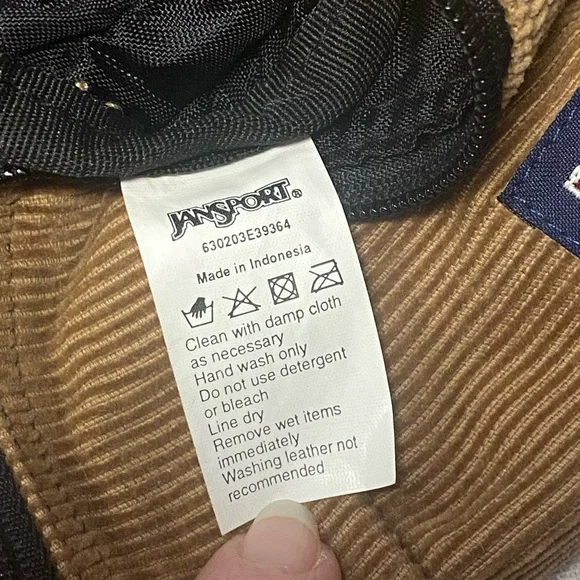 JANSPORT®
630203E39364
Made in Indonesia
Clean with damp cloth
as necessary
Hand wash only
Do not use detergent
or bleach
Line dry
Remove wet items
immediately
Washing leather not
recommended